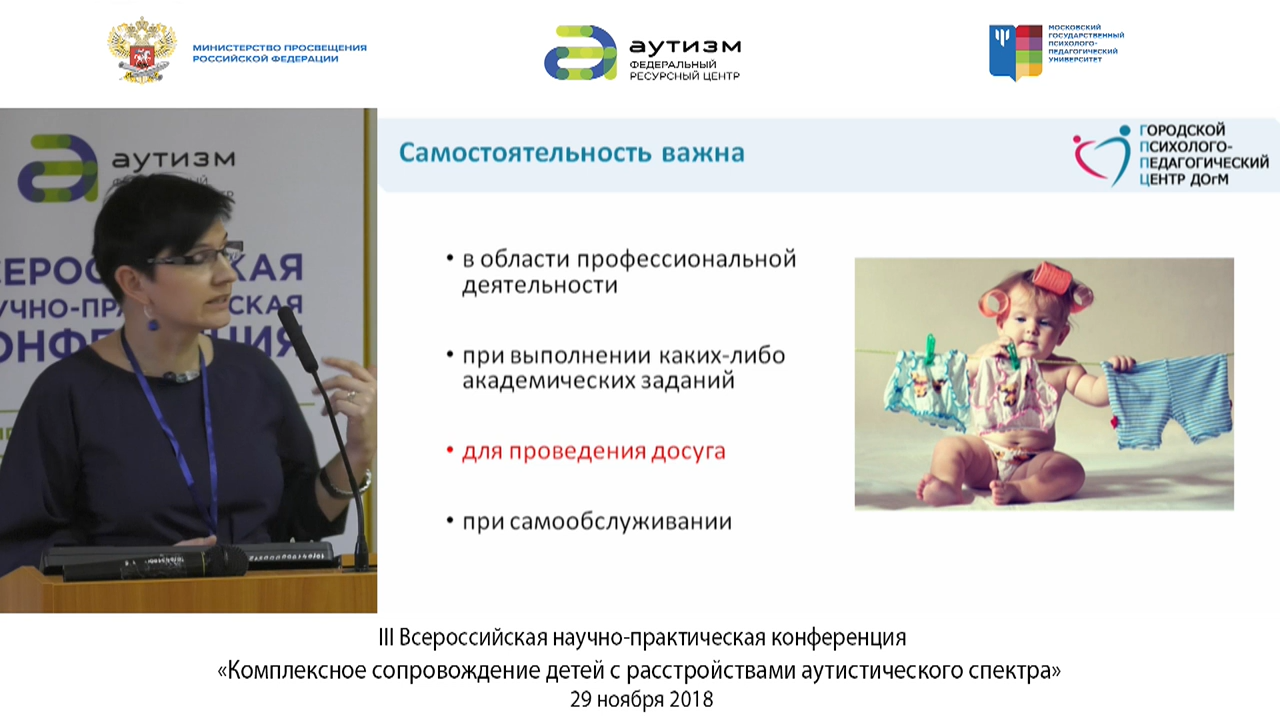 МИНИСТЕРСТВО ПРОСВЕЩЕНИЯ
РОССИЙСКОЙ ФЕДЕРАЦИИ
аутизм
ФЕДЕРАЛЬНЫЙ
РЕСУРСНЫЙ ЦЕНТР
МОСКОВСКИЙ
ГОСУДАРСТВЕННЫЙ
ПСИХОЛОГО-
ПЕДАГОГИЧЕСКИЙ
УНИВЕРСИТЕТ
аутизм
Самостоятельность важна
ГОРОДСКОЙ
ПСИХОЛОГО-
ПЕДАГОГИЧЕСКИЙ
ЦЕНТР ДОгМ
• в области профессиональной
деятельности
• при выполнении каких-либо
академических заданий
• для проведения досуга
• при самообслуживании
III Всероссийская научно-практическая конференция
«Комплексное сопровождение детей с расстройствами аутистического спектра»
29 ноября 2018